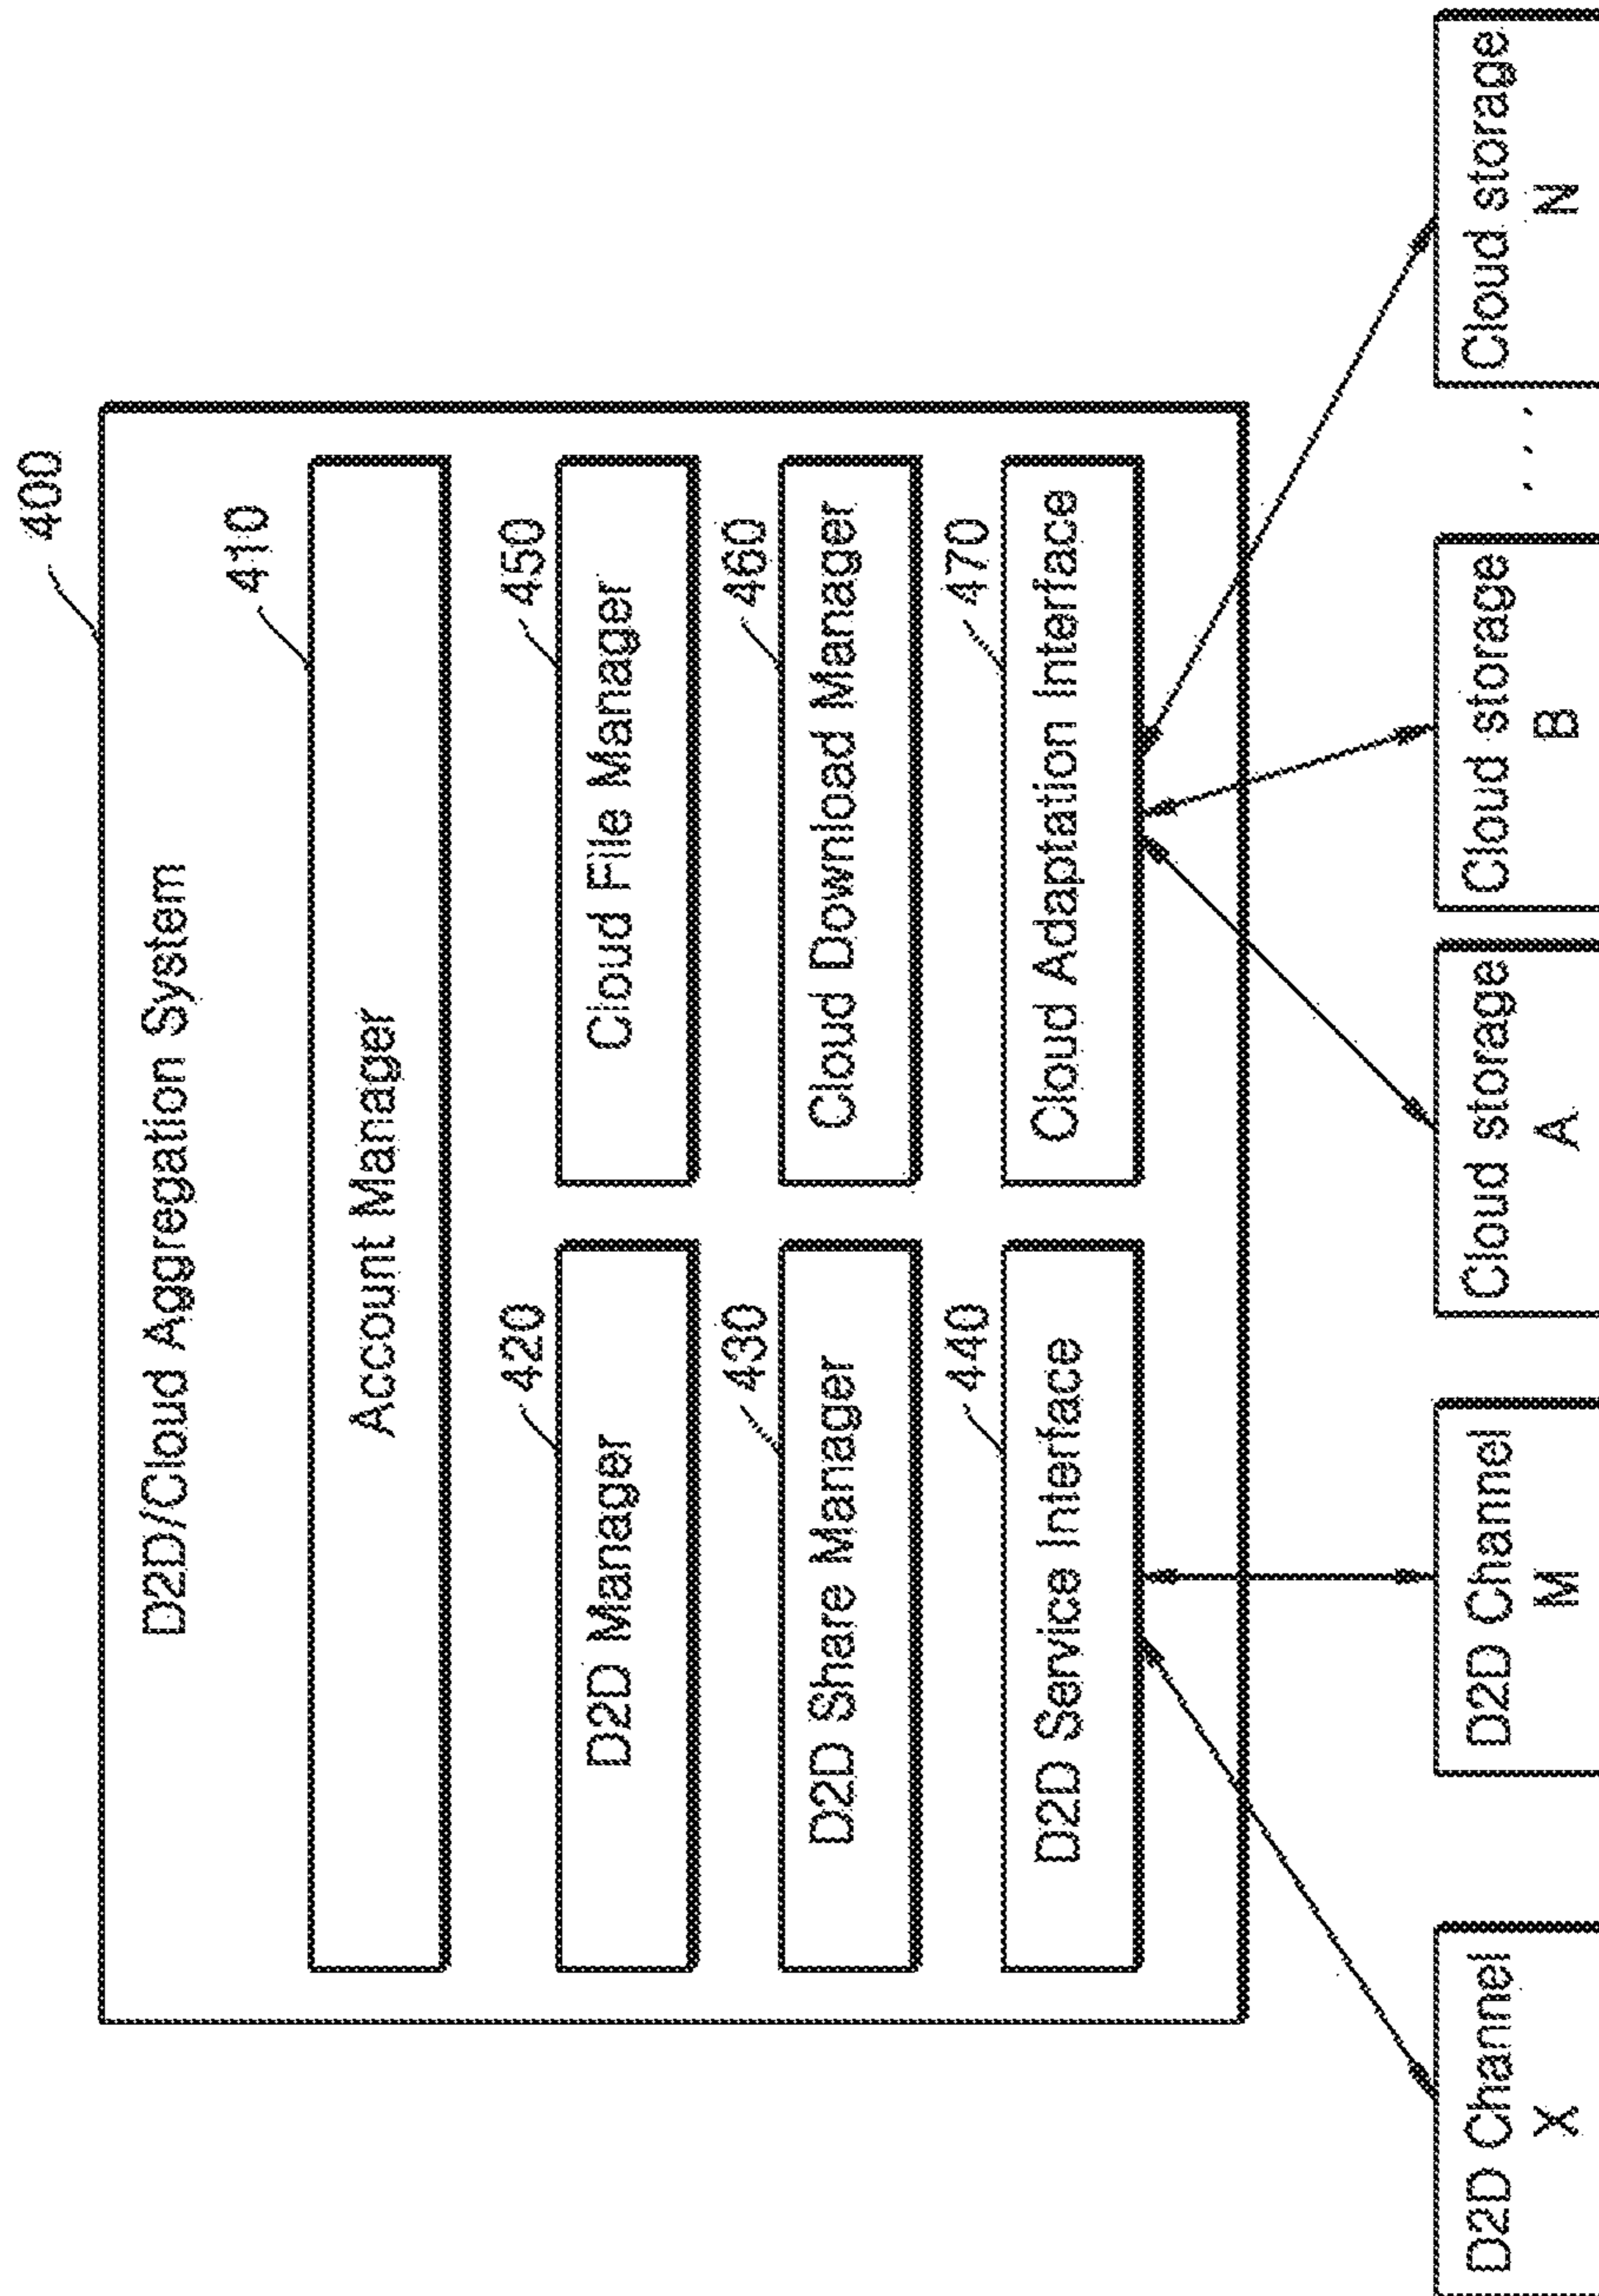 400
D2D/Cloud Aggregation System
410
Account Manager
420
D2D Manager
450
Cloud File Manager
430
D2D Share Manager
460
Cloud Download Manager
440
D2D Service Interface
470
Cloud Adaptation Interface
D2D Channel
X
D2D Channel
M
Cloud storage
A
Cloud storage
B
. . .
Cloud storage
N